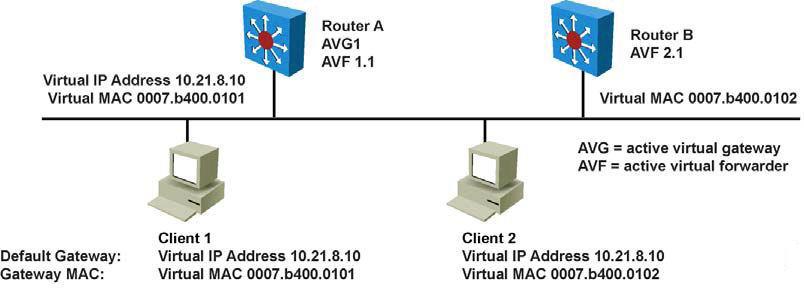 Router A
AVG1
AVF 1.1
Router B
AVF 2.1
Virtual IP Address 10.21.8.10
Virtual MAC 0007.b400.0101
Virtual MAC 0007.b400.0102
AVG = active virtual gateway
AVF = active virtual forwarder
Client 1
Client 2
Default Gateway: Virtual IP Address 10.21.8.10 Virtual IP Address 10.21.8.10
Gateway MAC: Virtual MAC 0007.b400.0101 Virtual MAC 0007.b400.0102